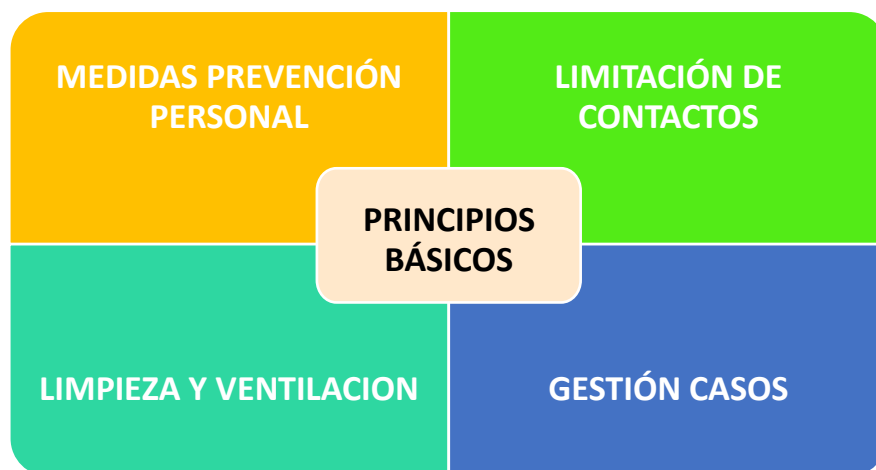 MEDIDAS PREVENCIÓN
PERSONAL
LIMITACIÓN DE
CONTACTOS
PRINCIPIOS
BÁSICOS
LIMPIEZA Y VENTILACION
GESTIÓN CASOS